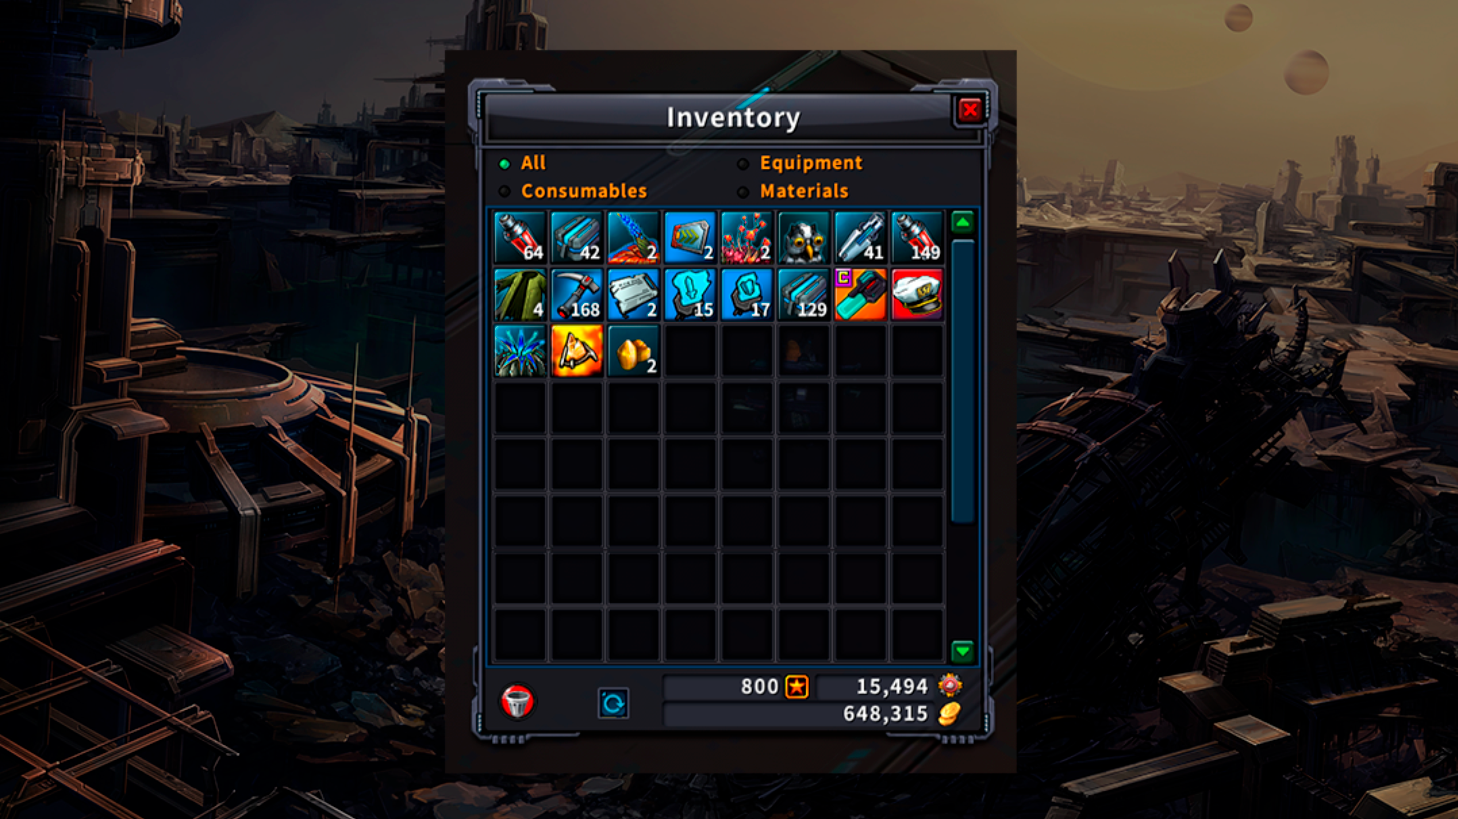 Inventory
All
Equipment
Consumables
Materials
64 42 2 2 2 41 149
4 168 2 15 17 129 C
2
800 15,494
648,315